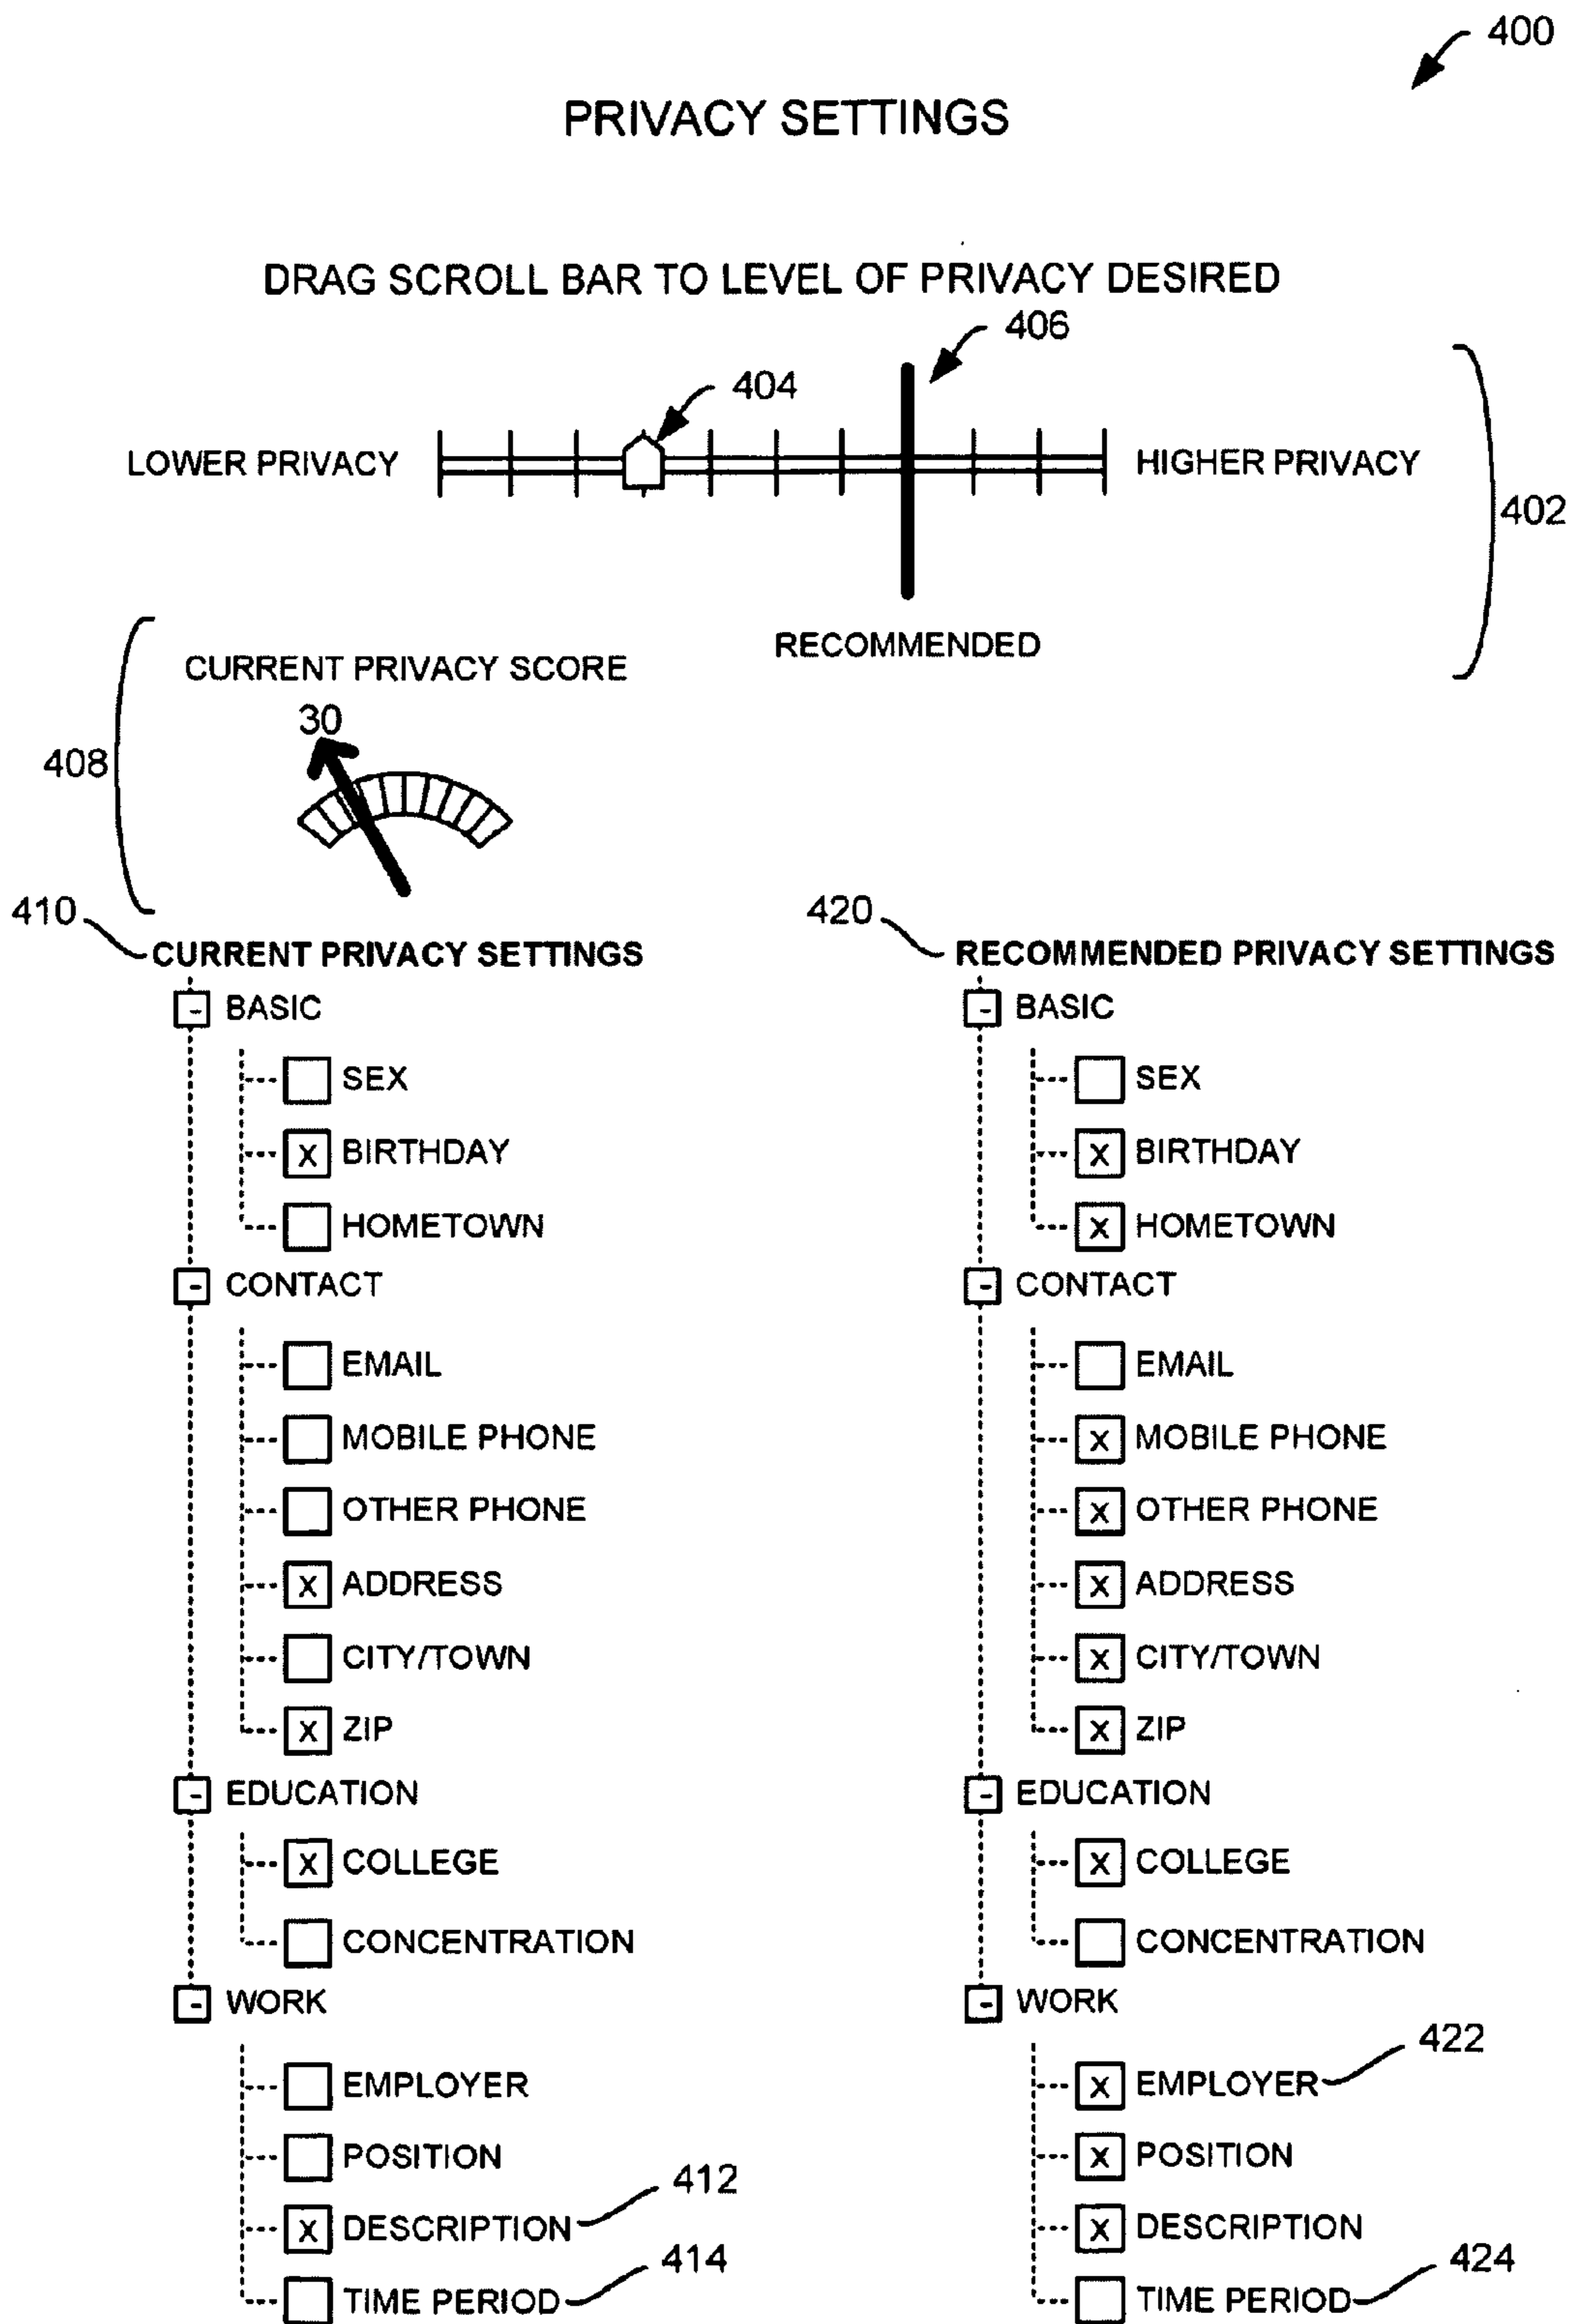 400
PRIVACY SETTINGS
DRAG SCROLL BAR TO LEVEL OF PRIVACY DESIRED
406
404
LOWER PRIVACY
HIGHER PRIVACY
402
RECOMMENDED
CURRENT PRIVACY SCORE
30
408
410
CURRENT PRIVACY SETTINGS
- BASIC
SEX
X BIRTHDAY
HOMETOWN
- CONTACT
EMAIL
MOBILE PHONE
OTHER PHONE
X ADDRESS
CITY/TOWN
X ZIP
- EDUCATION
X COLLEGE
CONCENTRATION
- WORK
EMPLOYER
POSITION
412
X DESCRIPTION
414
TIME PERIOD
420
RECOMMENDED PRIVACY SETTINGS
- BASIC
SEX
X BIRTHDAY
X HOMETOWN
- CONTACT
EMAIL
X MOBILE PHONE
X OTHER PHONE
X ADDRESS
X CITY/TOWN
X ZIP
- EDUCATION
X COLLEGE
CONCENTRATION
- WORK
422
X EMPLOYER
X POSITION
X DESCRIPTION
424
TIME PERIOD